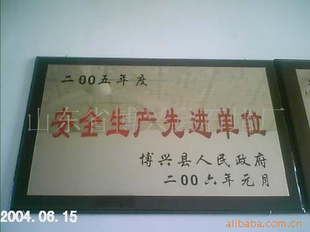 二00五年度
安全生产先进单位
博兴县人民政府
二00六年元月
2004.06.15
alibaba.com.cn